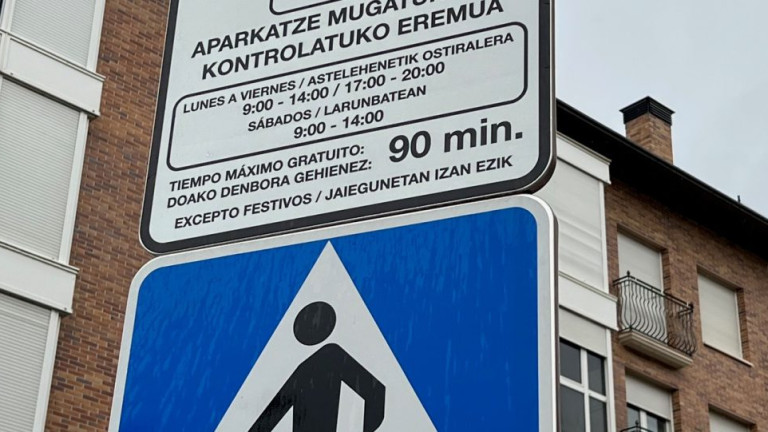 APARKATZE
KONTROLATUKO EREMUA
LUNES A VIERNES / ASTELEHENETIK OSTIRALERA
9:00 - 14:00 / 17:00 - 20:00
SÁBADOS / LARUNBATEAN
9:00 - 14:00
TIEMPO MÁXIMO GRATUITO:
DOAKO DENBORA GEHIENEZ: 90 min.
EXCEPTO FESTIVOS / JAIEGUNETAN IZAN EZIK